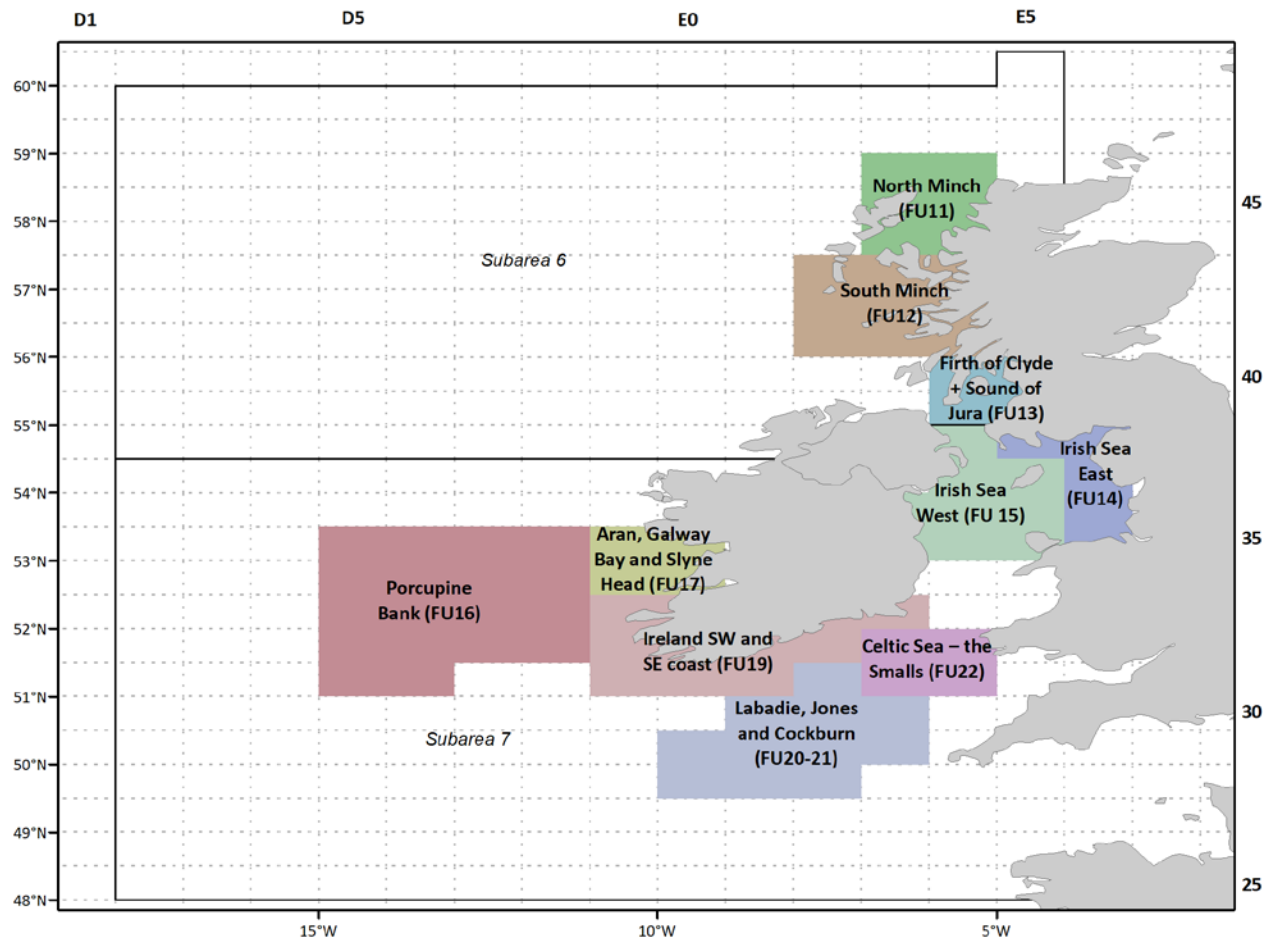 D1 D5 E0 E5
60°N
59°N
North Minch
(FU11)
45
58°N
Subarea 6
57°N
South Minch
(FU12)
56°N
Firth of Clyde
+ Sound of
Jura (FU13)
40
55°N
Irish Sea
East
(FU14)
54°N
Irish Sea
West (FU 15)
35
53°N
Aran, Galway
Bay and Slyne
Head (FU17)
Porcupine
Bank (FU16)
52°N
Ireland SW and
SE coast (FU19)
Celtic Sea – the
Smalls (FU22)
51°N
Labadie, Jones
and Cockburn
(FU20-21)
30
Subarea 7
50°N
49°N
48°N
25
15°W 10°W 5°W